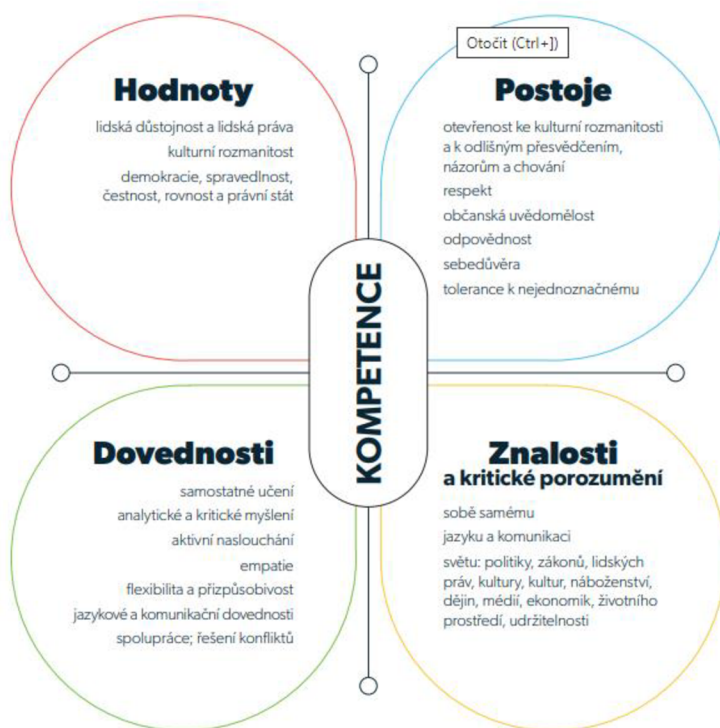 Otočit (Ctrl+])
Hodnoty
lidská důstojnost a lidská práva
kulturní rozmanitost
demokracie, spravedlnost,
čestnost, rovnost a právní stát
Postoje
otevřenost ke kulturní rozmanitosti
a k odlišným přesvědčením,
názorům a chování
respekt
občanská uvědomělost
odpovědnost
sebedůvěra
tolerance k nejednoznačnému
KOMPETENCE
Dovednosti
samostatné učení
analytické a kritické myšlení
aktivní naslouchání
empatie
flexibilita a přizpůsobivost
jazykové a komunikační dovednosti
spolupráce; řešení konfliktů
Znalosti
a kritické porozumění
sobě samému
jazyku a komunikaci
světu: politiky, zákonů, lidských
práv, kultury, kultur, náboženství,
dějin, médií, ekonomik, životního
prostředí, udržitelnosti